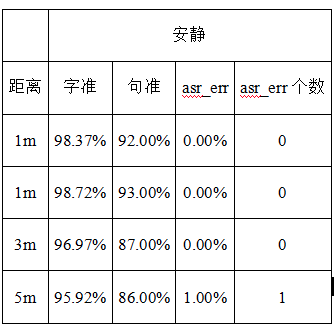 安静
距离 字准 句准 asr_err asr_err 个数
1m 98.37% 92.00% 0.00% 0
1m 98.72% 93.00% 0.00% 0
3m 96.97% 87.00% 0.00% 0
5m 95.92% 86.00% 1.00% 1